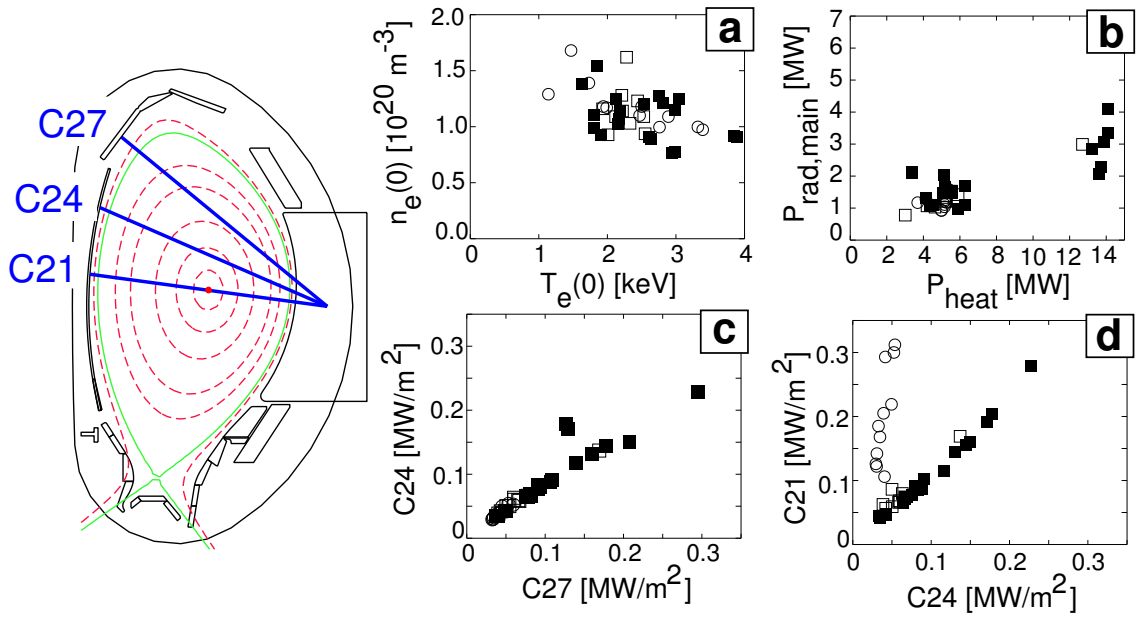 C27
C24
C21
a
2.0
1.5
1.0
0.5
0.0
n_e(0) [10^20 m^-3]
0 1 2 3 4
T_e(0) [keV]
b
7
6
5
4
3
2
1
0
P_rad,main [MW]
0 2 4 6 8 10 12 14 16
P_heat [MW]
c
0.3
0.2
0.1
0
C24 [MW/m^2]
0 0.1 0.2 0.3
C27 [MW/m^2]
d
0.3
0.2
0.1
0
C21 [MW/m^2]
0 0.1 0.2 0.3
C24 [MW/m^2]